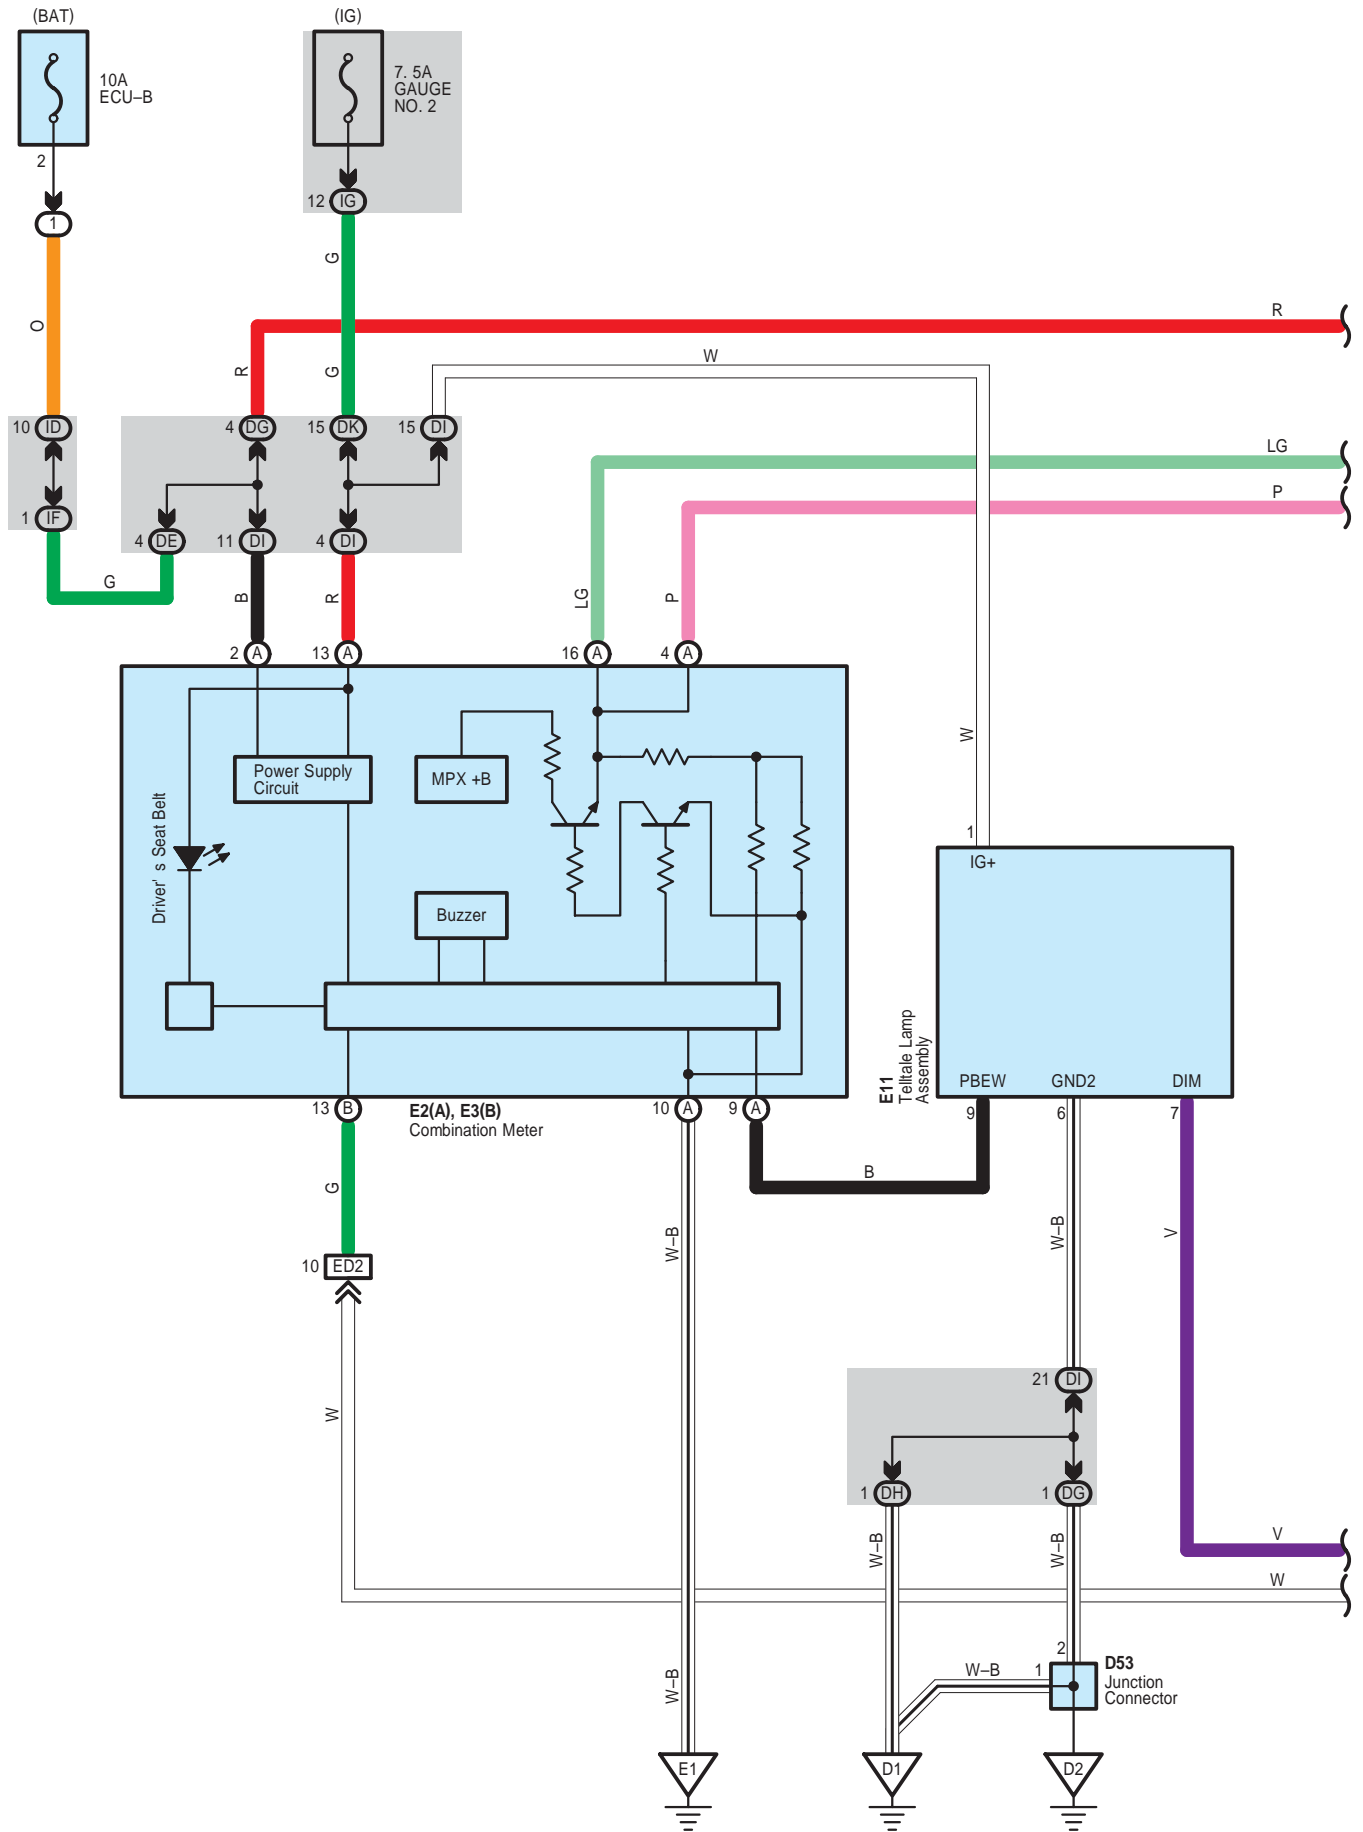 (BAT)
(IG)
10A
ECU–B
7. 5A
GAUGE
NO. 2
2
12 IG
1
G
O
R
R
G
W
10 ID
4 DG
15 DK
15 DI
LG
P
1 IF
4 DE
11 DI
4 DI
G
B
R
LG
P
2 A
13 A
16 A
4 A
W
Power Supply
Circuit
MPX +B
Driver' s Seat Belt
1
IG+
Buzzer
E11
Telltale Lamp
Assembly
PBEW
GND2
DIM
13 B
E2(A), E3(B)
Combination Meter
10 A
9 A
9
6
7
B
G
W–B
W–B
V
10 ED2
W
21 DI
1 DH
1 DG
W–B
W–B
V
W
2
W–B
1
D53
Junction
Connector
W–B
E1
D1
D2